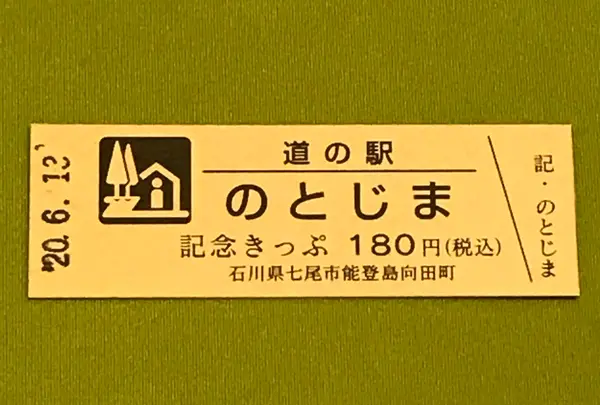 20.6.13
道の駅
のとじま
記念きっぷ 180円(税込)
石川県七尾市能登島向田町
記・のとじま